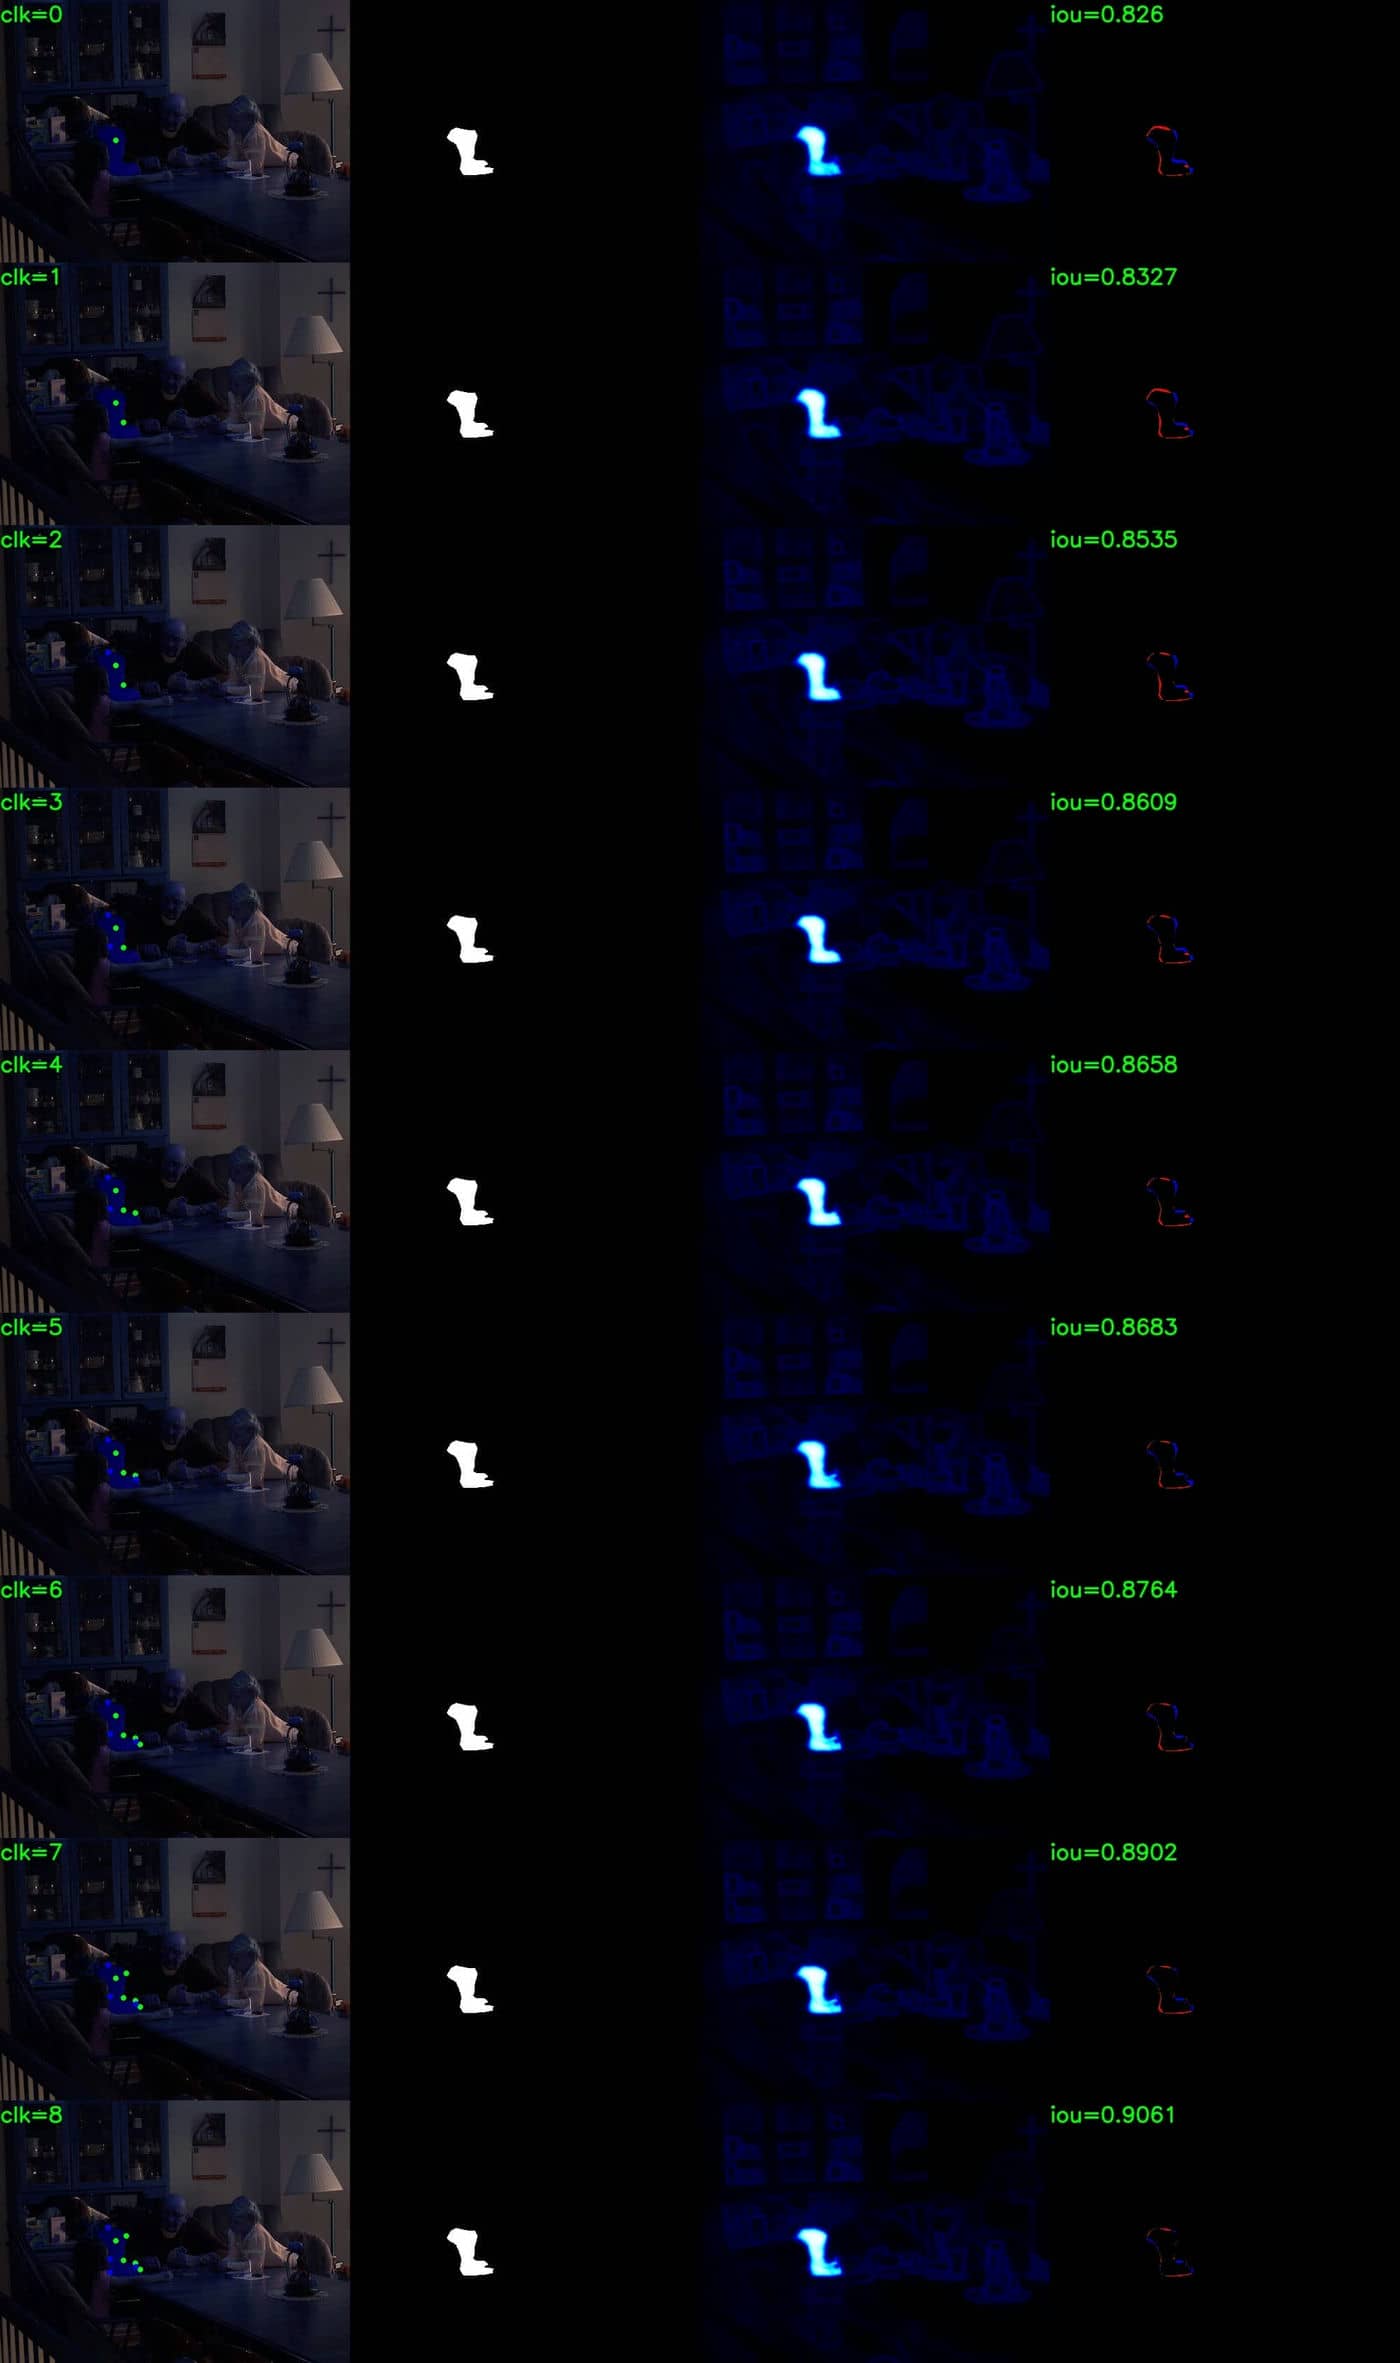 clk=0 iou=0.826
clk=1 iou=0.8327
clk=2 iou=0.8535
clk=3 iou=0.8609
clk=4 iou=0.8658
clk=5 iou=0.8683
clk=6 iou=0.8764
clk=7 iou=0.8902
clk=8 iou=0.9061